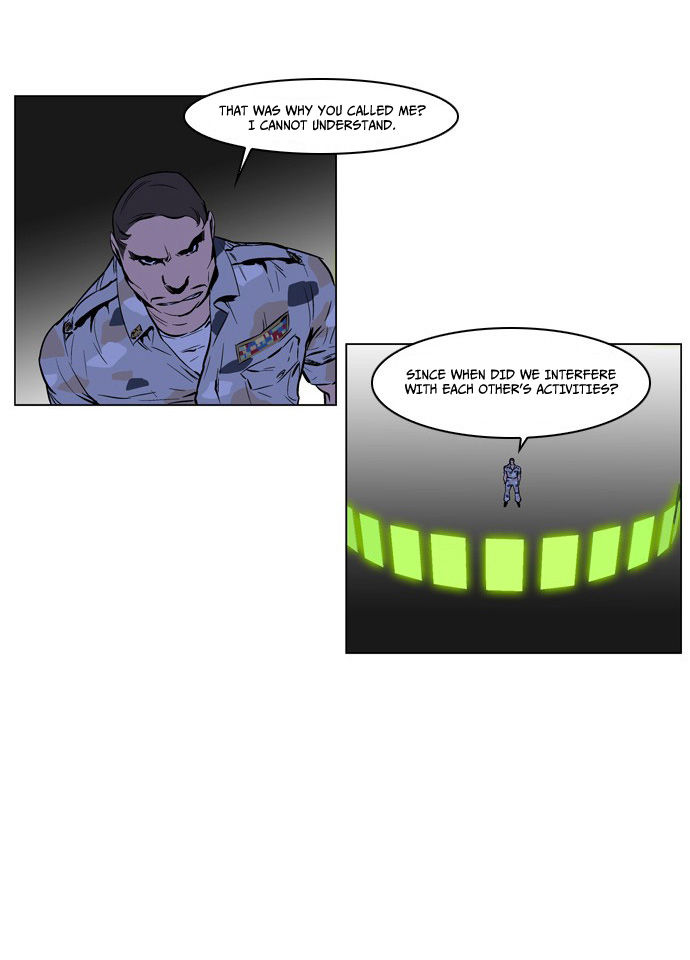 THAT WAS WHY YOU CALLED ME?
I CANNOT UNDERSTAND.
SINCE WHEN DID WE INTERFERE
WITH EACH OTHER'S ACTIVITIES?